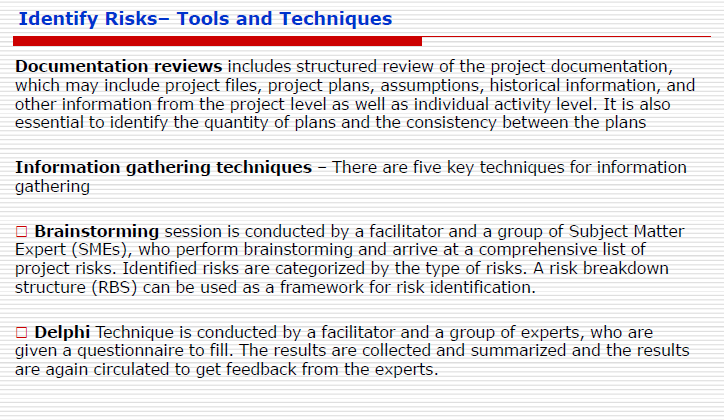 Identify Risks– Tools and Techniques
Documentation reviews includes structured review of the project documentation,
which may include project files, project plans, assumptions, historical information, and
other information from the project level as well as individual activity level. It is also
essential to identify the quantity of plans and the consistency between the plans
Information gathering techniques – There are five key techniques for information
gathering
□ Brainstorming session is conducted by a facilitator and a group of Subject Matter
Expert (SMEs), who perform brainstorming and arrive at a comprehensive list of
project risks. Identified risks are categorized by the type of risks. A risk breakdown
structure (RBS) can be used as a framework for risk identification.
□ Delphi Technique is conducted by a facilitator and a group of experts, who are
given a questionnaire to fill. The results are collected and summarized and the results
are again circulated to get feedback from the experts.